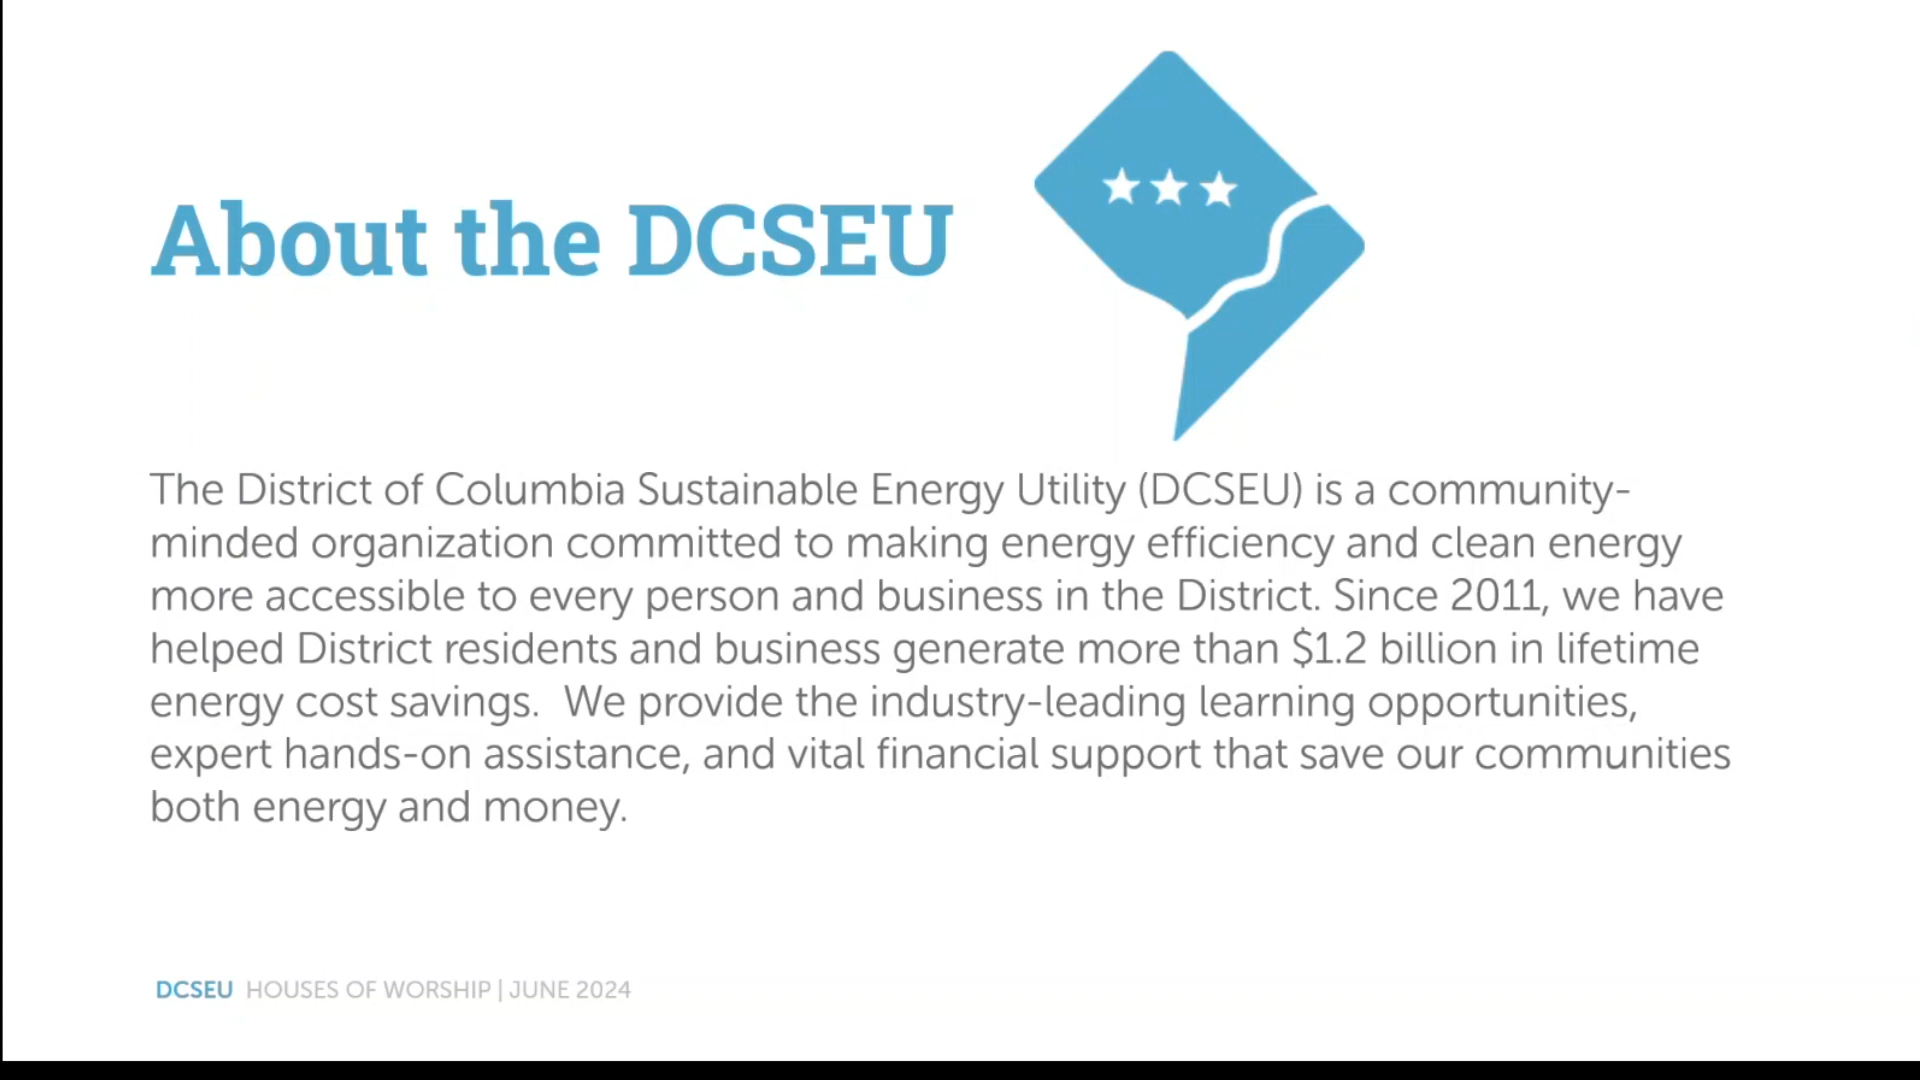 About the DCSEU
The District of Columbia Sustainable Energy Utility (DCSEU) is a community-
minded organization committed to making energy efficiency and clean energy
more accessible to every person and business in the District. Since 2011, we have
helped District residents and business generate more than $1.2 billion in lifetime
energy cost savings.  We provide the industry-leading learning opportunities,
expert hands-on assistance, and vital financial support that save our communities
both energy and money.
DCSEU HOUSES OF WORSHIP | JUNE 2024